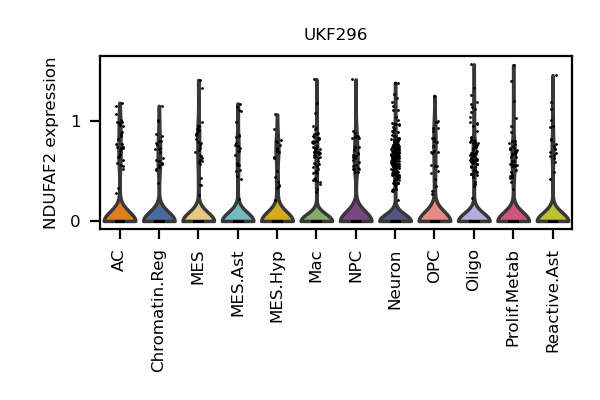 UKF296
NDUFAF2 expression
1
0
AC
Chromatin.Reg
MES
MES.Ast
MES.Hyp
Mac
NPC
Neuron
OPC
Oligo
Prolif.Metab
Reactive.Ast